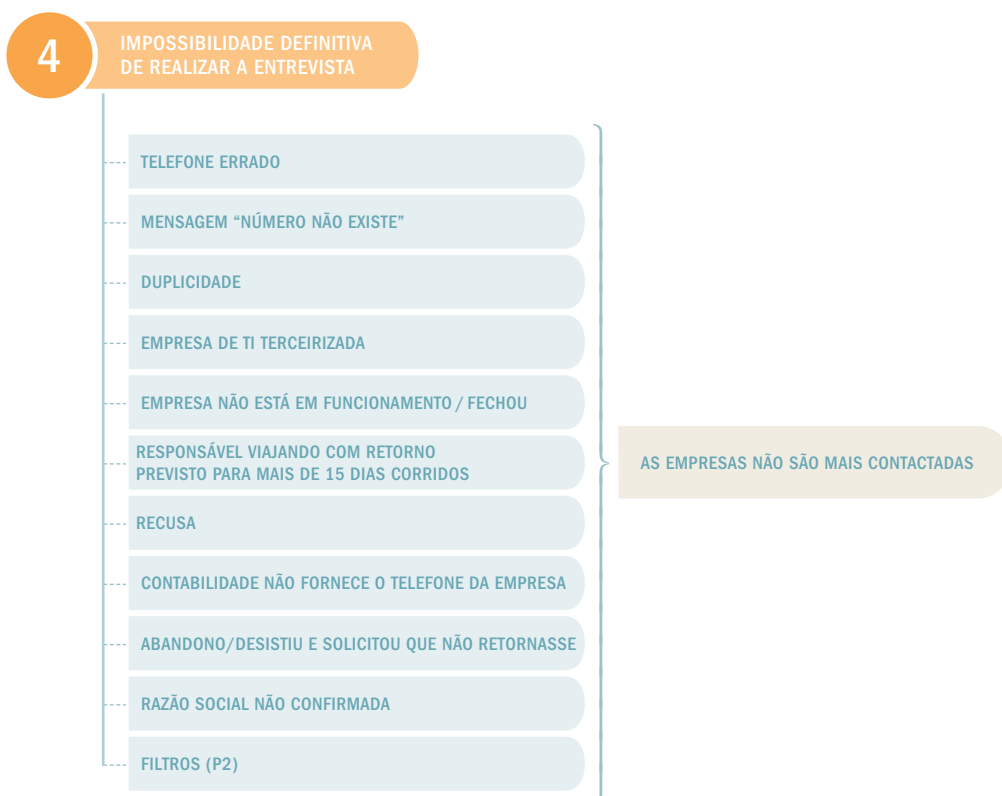 4
IMPOSSIBILIDADE DEFINITIVA
DE REALIZAR A ENTREVISTA
TELEFONE ERRADO
MENSAGEM “NÚMERO NÃO EXISTE”
DUPLICIDADE
EMPRESA DE TI TERCEIRIZADA
EMPRESA NÃO ESTÁ EM FUNCIONAMENTO / FECHOU
RESPONSÁVEL VIAJANDO COM RETORNO
PREVISTO PARA MAIS DE 15 DIAS CORRIDOS
RECUSA
CONTABILIDADE NÃO FORNECE O TELEFONE DA EMPRESA
ABANDONO/DESISTIU E SOLICITOU QUE NÃO RETORNASSE
RAZÃO SOCIAL NÃO CONFIRMADA
FILTROS (P2)
AS EMPRESAS NÃO SÃO MAIS CONTACTADAS